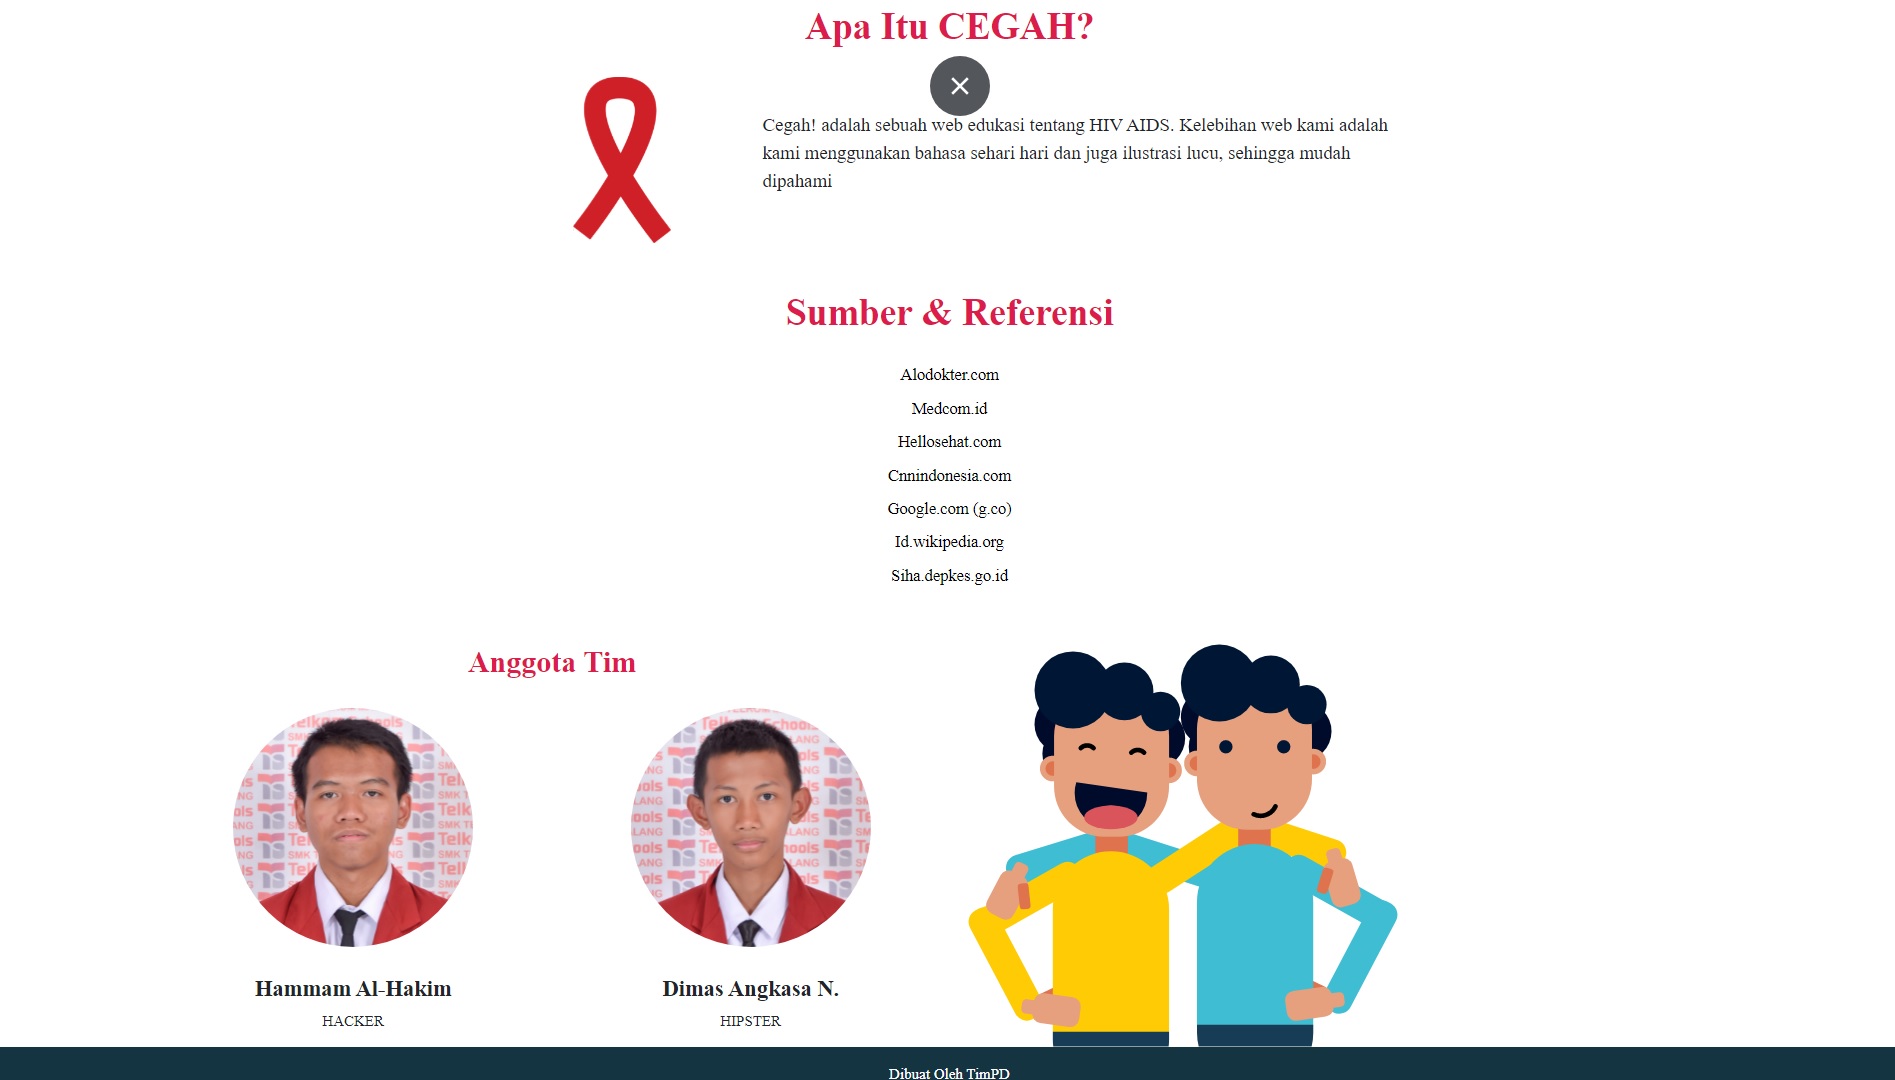 Apa Itu CEGAH?
Cegah! adalah sebuah web edukasi tentang HIV AIDS. Kelebihan web kami adalah
kami menggunakan bahasa sehari hari dan juga ilustrasi lucu, sehingga mudah
dipahami
Sumber & Referensi
Alodokter.com
Medcom.id
Hellosehat.com
Cnnindonesia.com
Google.com (g.co)
Id.wikipedia.org
Siha.depkes.go.id
Anggota Tim
Hammam Al-Hakim
HACKER
Dimas Angkasa N.
HIPSTER
Dibuat Oleh TimPD